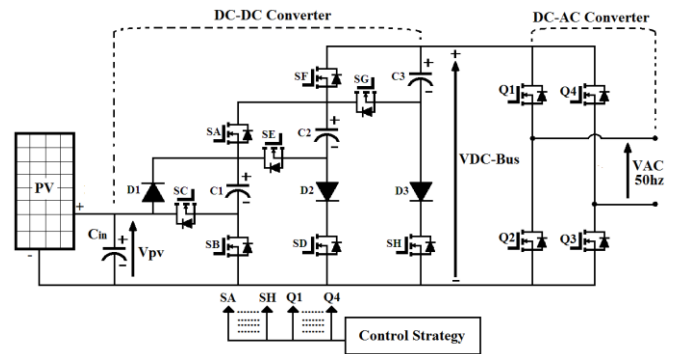 DC-DC Converter
DC-AC Converter
SF
SG
C3
+
-
+
Q1
Q4
SA
SE
C2
+
-
VDC-Bus
VAC
50hz
PV
+
-
D1
SC
C1
+
-
D2
D3
Cin
+
-
Vpv
SB
SD
SH
Q2
Q3
-
SA
SH
Q1
Q4
Control Strategy